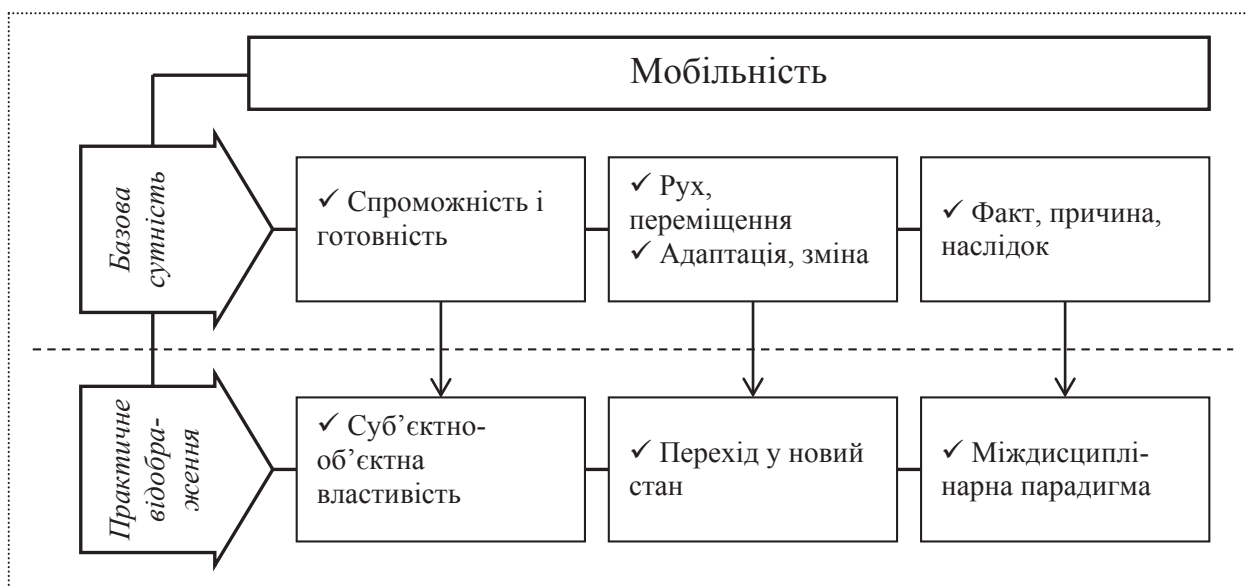 Мобільність
Базова
сутність
✓ Спроможність і
готовність
✓ Рух,
переміщення
✓ Адаптація, зміна
✓ Факт, причина,
наслідок
Практичне
відобра-
ження
✓ Суб’єктно-
об’єктна
властивість
✓ Перехід у новий
стан
✓ Міждисциплі-
нарна парадигма